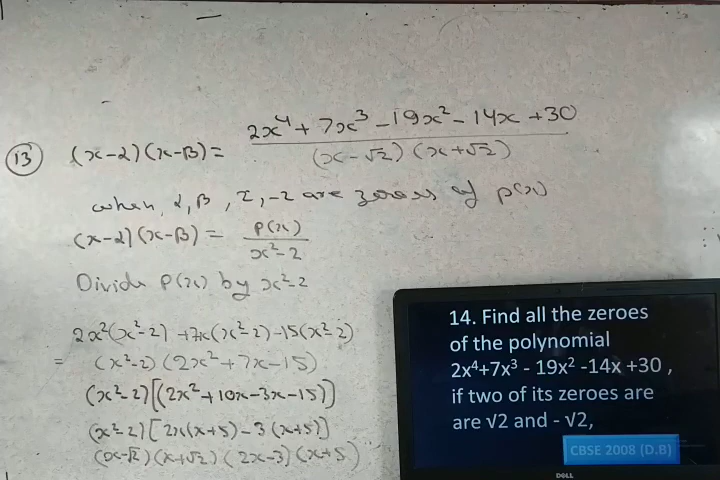 2x⁴ + 7x³ - 19x² - 14x + 30
⑬ (x-α)(x-β) =
(x-√2)(x+√2)
when, α, β, 2, -2 are zeroes of p(x)
(x-α)(x-β) = P(x)
x²-2
Divide P(x) by x²-2
2x²(x²-2) +7x(x²-2) -15(x²-2)
= (x²-2)(2x²+7x-15)
(x²-2)[(2x²+10x-3x-15)]
(x²-2)[2x(x+5)-3(x+5)]
(x-√2)(x+√2)(2x-3)(x+5)
14. Find all the zeroes
of the polynomial
2x⁴+7x³ - 19x² -14x +30 ,
if two of its zeroes are
are √2 and - √2,
CBSE 2008 (D.B)
DELL